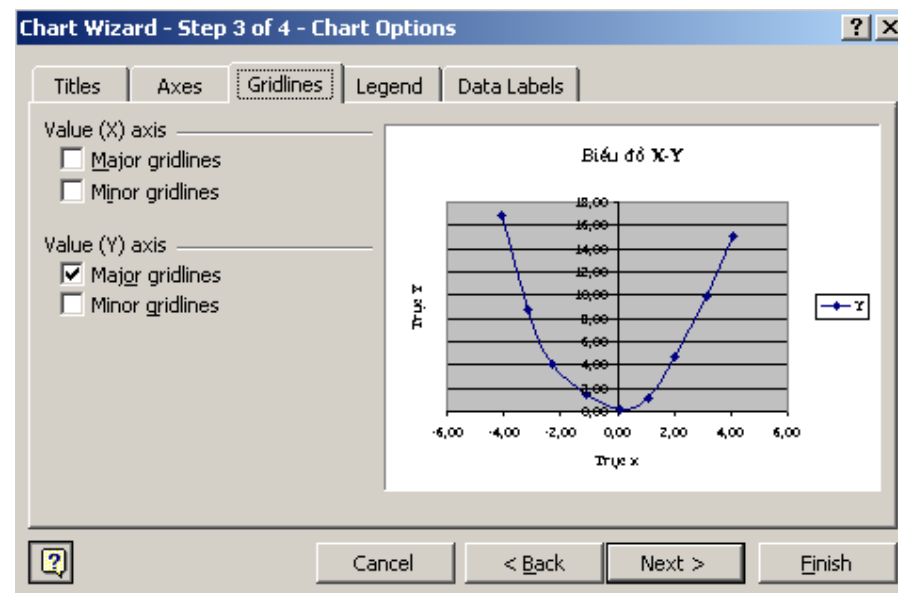 Chart Wizard - Step 3 of 4 - Chart Options
Titles Axes Gridlines Legend Data Labels
Value (X) axis
Major gridlines
Minor gridlines
Value (Y) axis
Major gridlines
Minor gridlines
Biểu đồ X-Y
18,00
16,00
14,00
12,00
10,00
8,00
6,00
4,00
2,00
0,00
Trục Y
-6,00 -4,00 -2,00 0,00 2,00 4,00 6,00
Trục x
Y
Cancel < Back Next > Finish